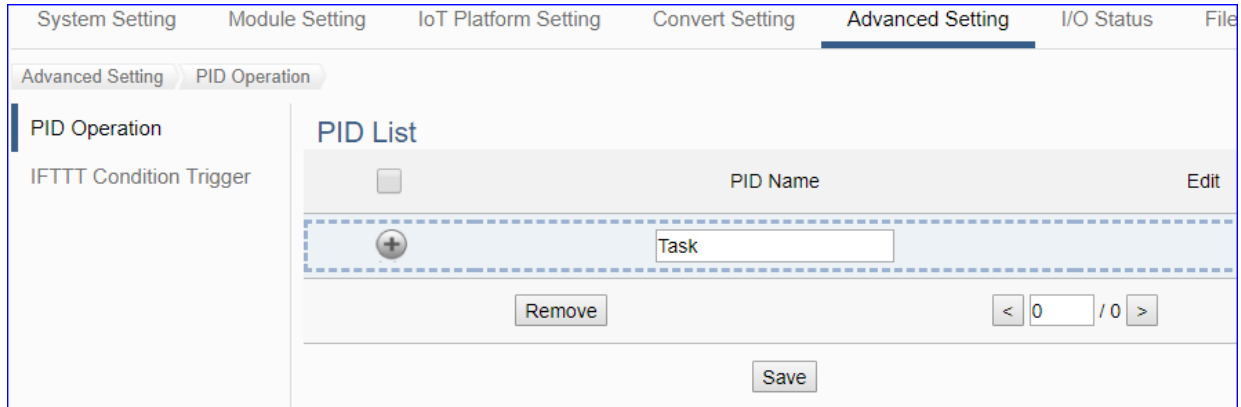 System Setting Module Setting IoT Platform Setting Convert Setting Advanced Setting I/O Status File
Advanced Setting PID Operation
PID Operation
IFTTT Condition Trigger
PID List
PID Name Edit
Task
Remove < 0 / 0 >
Save